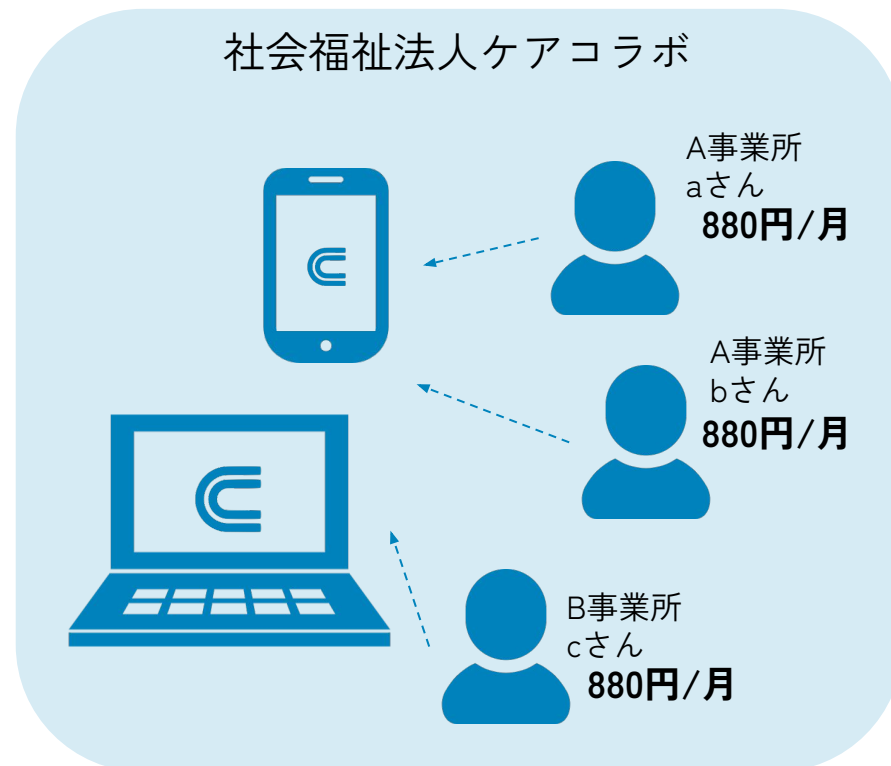 社会福祉法人ケアコラボ
A事業所
aさん
880円/月
A事業所
bさん
880円/月
B事業所
cさん
880円/月